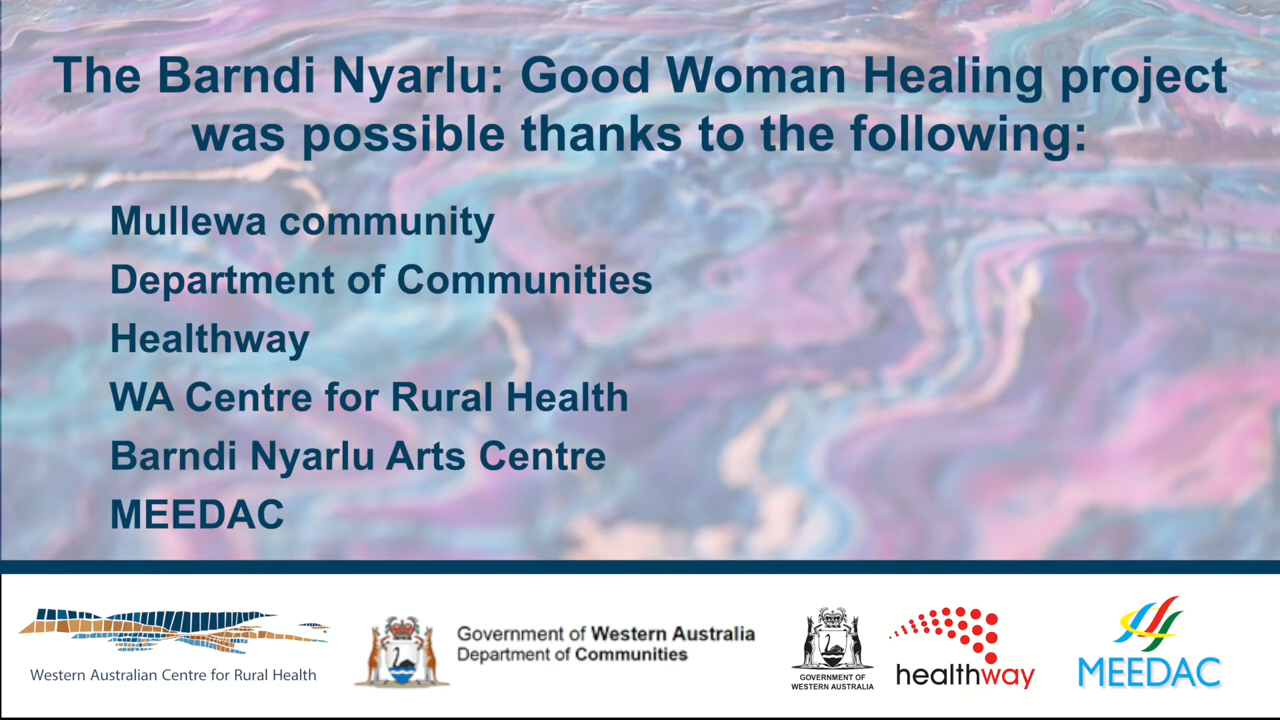 The Barndi Nyarlu: Good Woman Healing project
was possible thanks to the following:
Mullewa community
Department of Communities
Healthway
WA Centre for Rural Health
Barndi Nyarlu Arts Centre
MEEDAC
Western Australian Centre for Rural Health
Government of Western Australia
Department of Communities
GOVERNMENT OF
WESTERN AUSTRALIA
healthway
MEEDAC